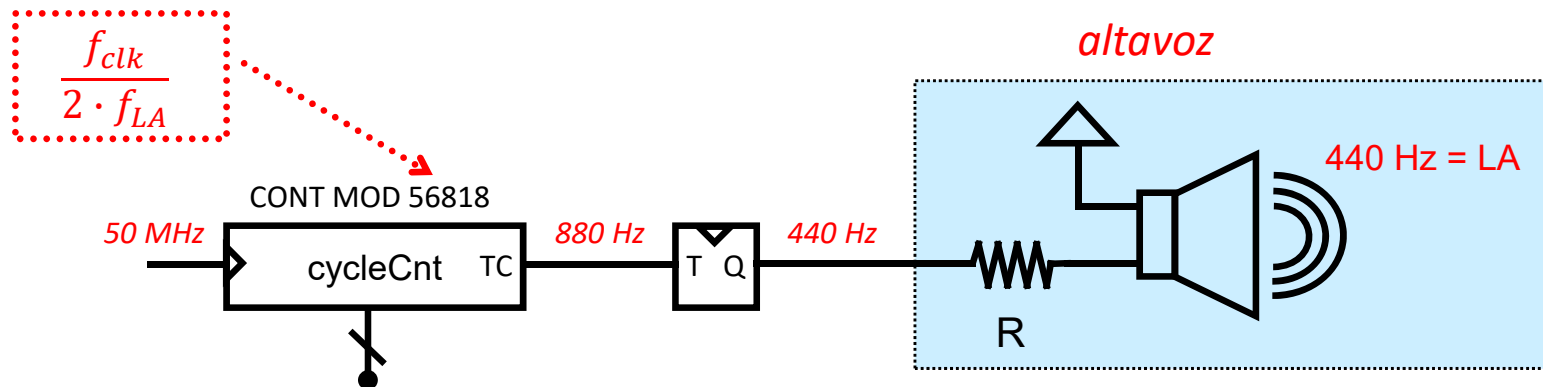 altavoz
f_clk
2 · f_LA
440 Hz = LA
CONT MOD 56818
50 MHz
880 Hz
440 Hz
cycleCnt
TC
T
Q
R